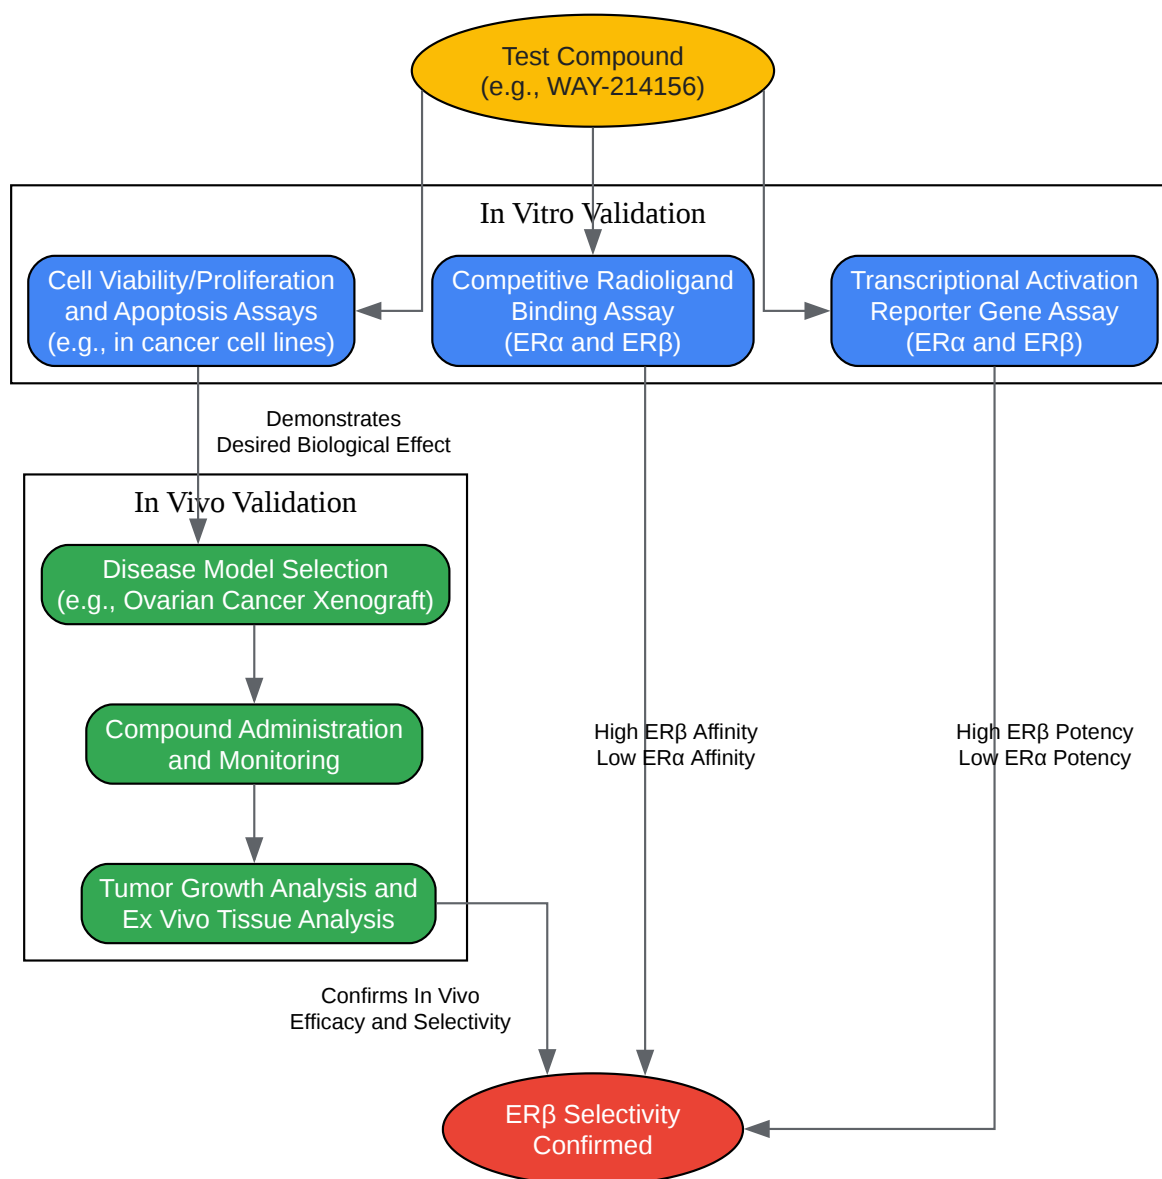 Test Compound
(e.g., WAY-214156)
In Vitro Validation
Cell Viability/Proliferation
and Apoptosis Assays
(e.g., in cancer cell lines)
Competitive Radioligand
Binding Assay
(ERα and ERβ)
Transcriptional Activation
Reporter Gene Assay
(ERα and ERβ)
Demonstrates
Desired Biological Effect
In Vivo Validation
Disease Model Selection
(e.g., Ovarian Cancer Xenograft)
Compound Administration
and Monitoring
High ERβ Affinity
Low ERα Affinity
High ERβ Potency
Low ERα Potency
Tumor Growth Analysis and
Ex Vivo Tissue Analysis
Confirms In Vivo
Efficacy and Selectivity
ERβ Selectivity
Confirmed